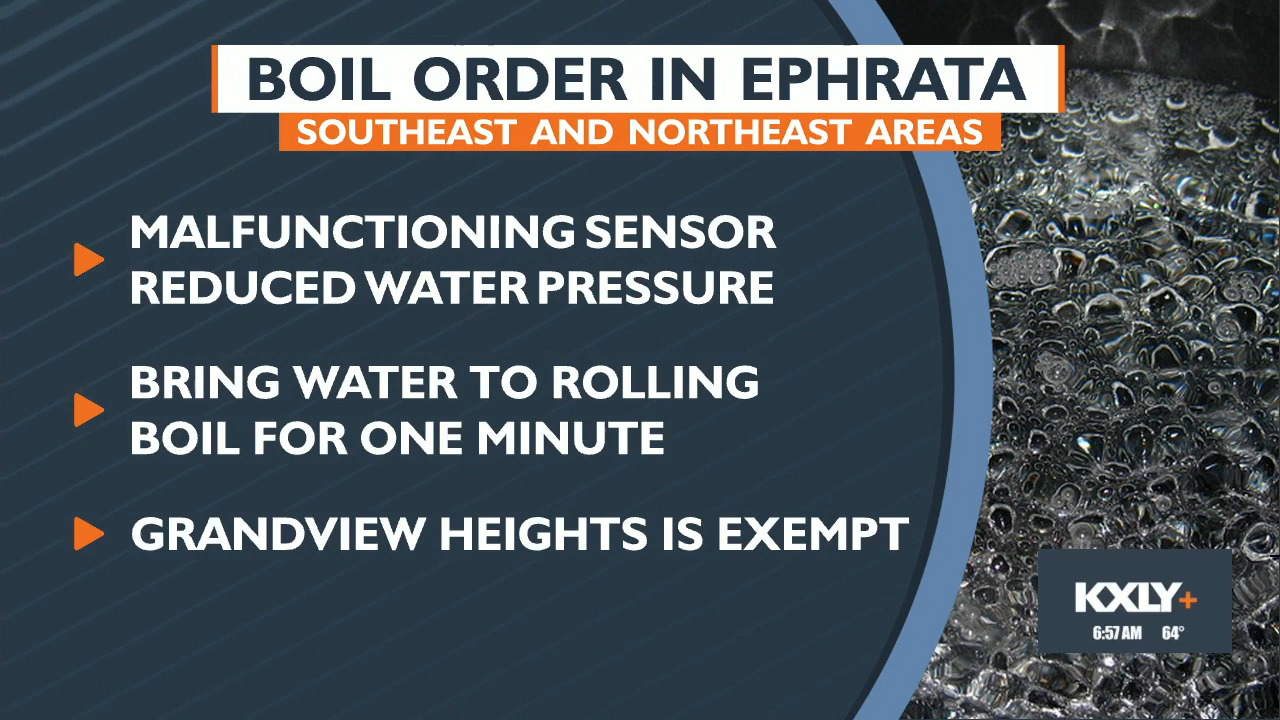 BOIL ORDER IN EPHRATA
SOUTHEAST AND NORTHEAST AREAS
MALFUNCTIONING SENSOR
REDUCED WATER PRESSURE
BRING WATER TO ROLLING
BOIL FOR ONE MINUTE
GRANDVIEW HEIGHTS IS EXEMPT
KXLY+
6:57 AM 64°